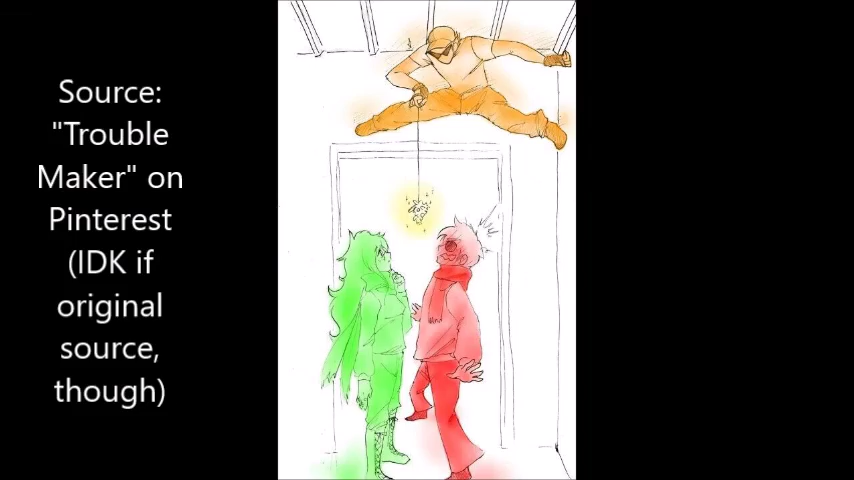 Source:
"Trouble
Maker" on
Pinterest
(IDK if
original
source,
though)